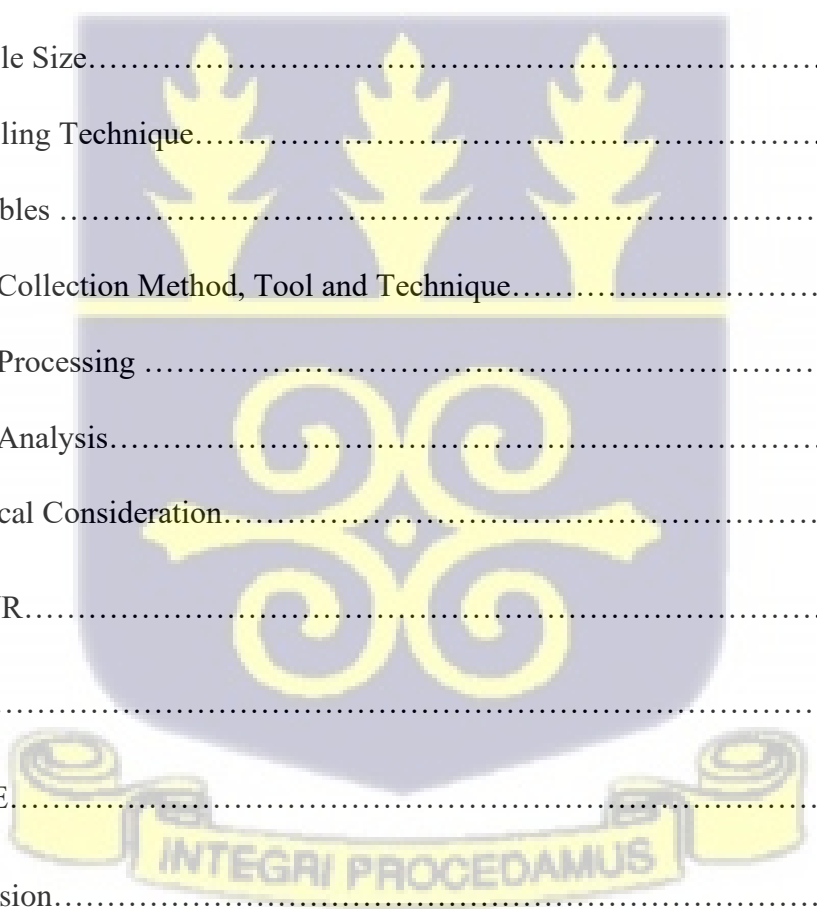 le Size........................................................................
ling Technique............................................................
bles ...........................................................................
Collection Method, Tool and Technique..............................
Processing ..................................................................
Analysis......................................................................
cal Consideration.........................................................
R...............................................................................
.................................................................................
E...............................................................................
INTEGRI PROCEDAMUS
sion...........................................................................